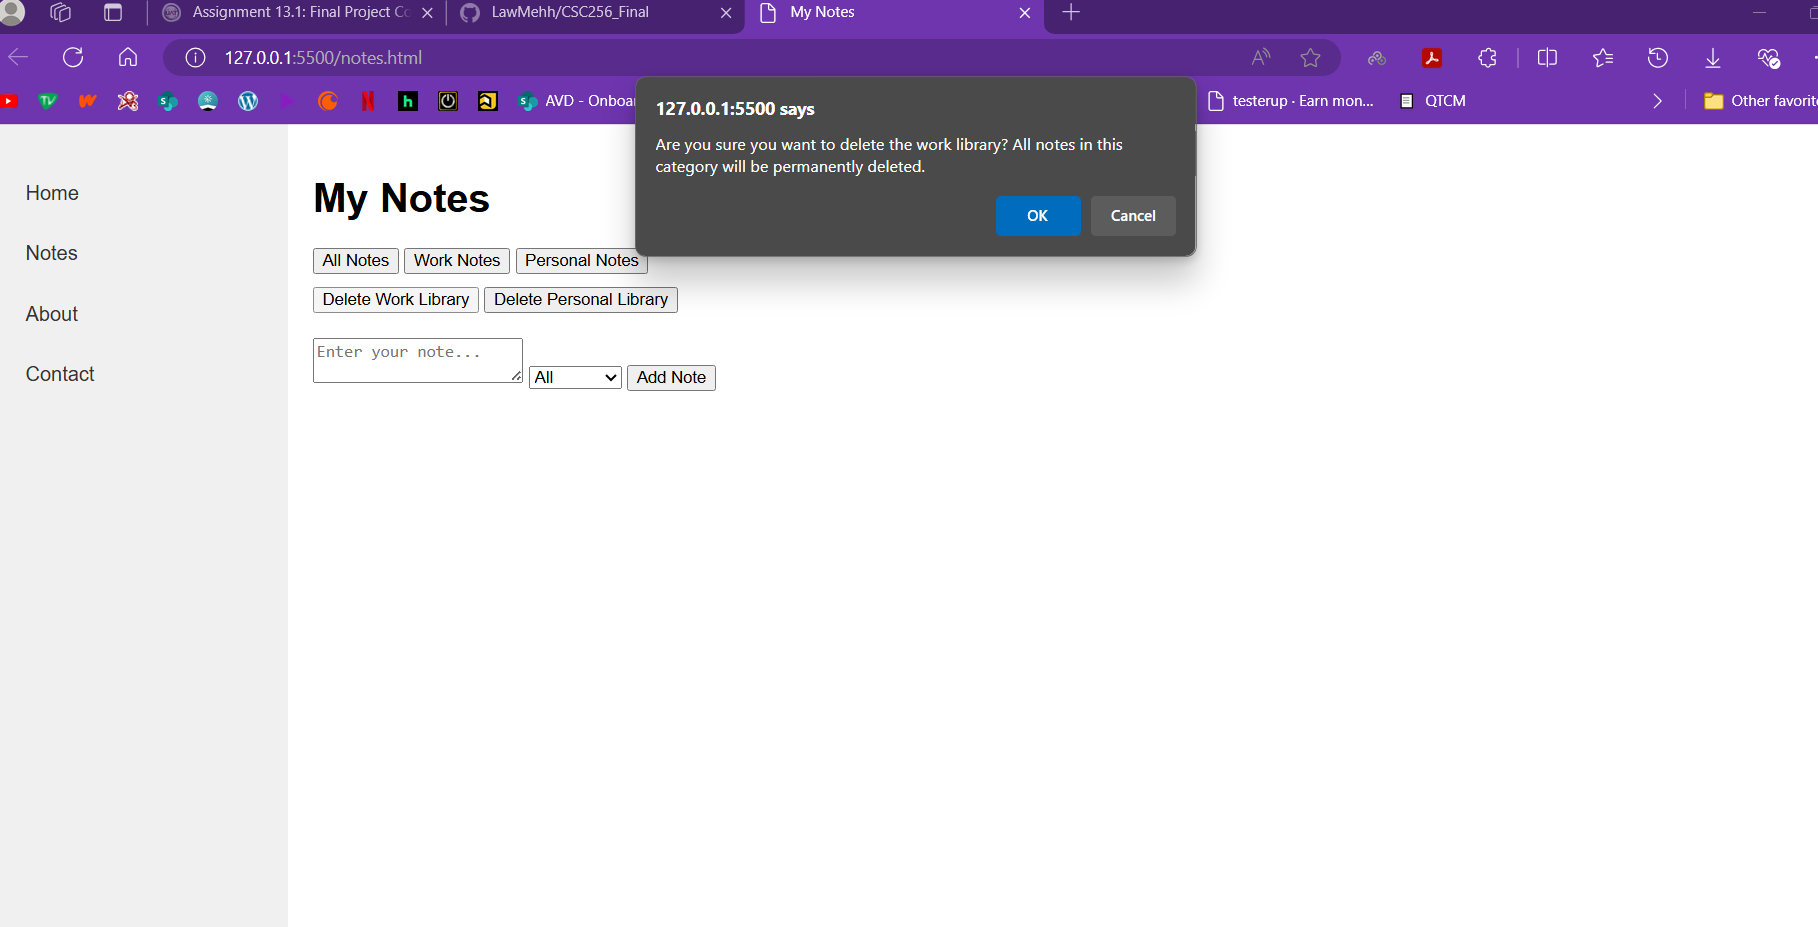 Assignment 13.1: Final Project Co
LawMehh/CSC256_Final
My Notes
127.0.0.1:5500/notes.html
AVD - Onboar
testerup · Earn mon...
QTCM
Other favorite
127.0.0.1:5500 says
Are you sure you want to delete the work library? All notes in this
category will be permanently deleted.
OK
Cancel
Home
Notes
About
Contact
My Notes
All Notes
Work Notes
Personal Notes
Delete Work Library
Delete Personal Library
Enter your note...
All
Add Note